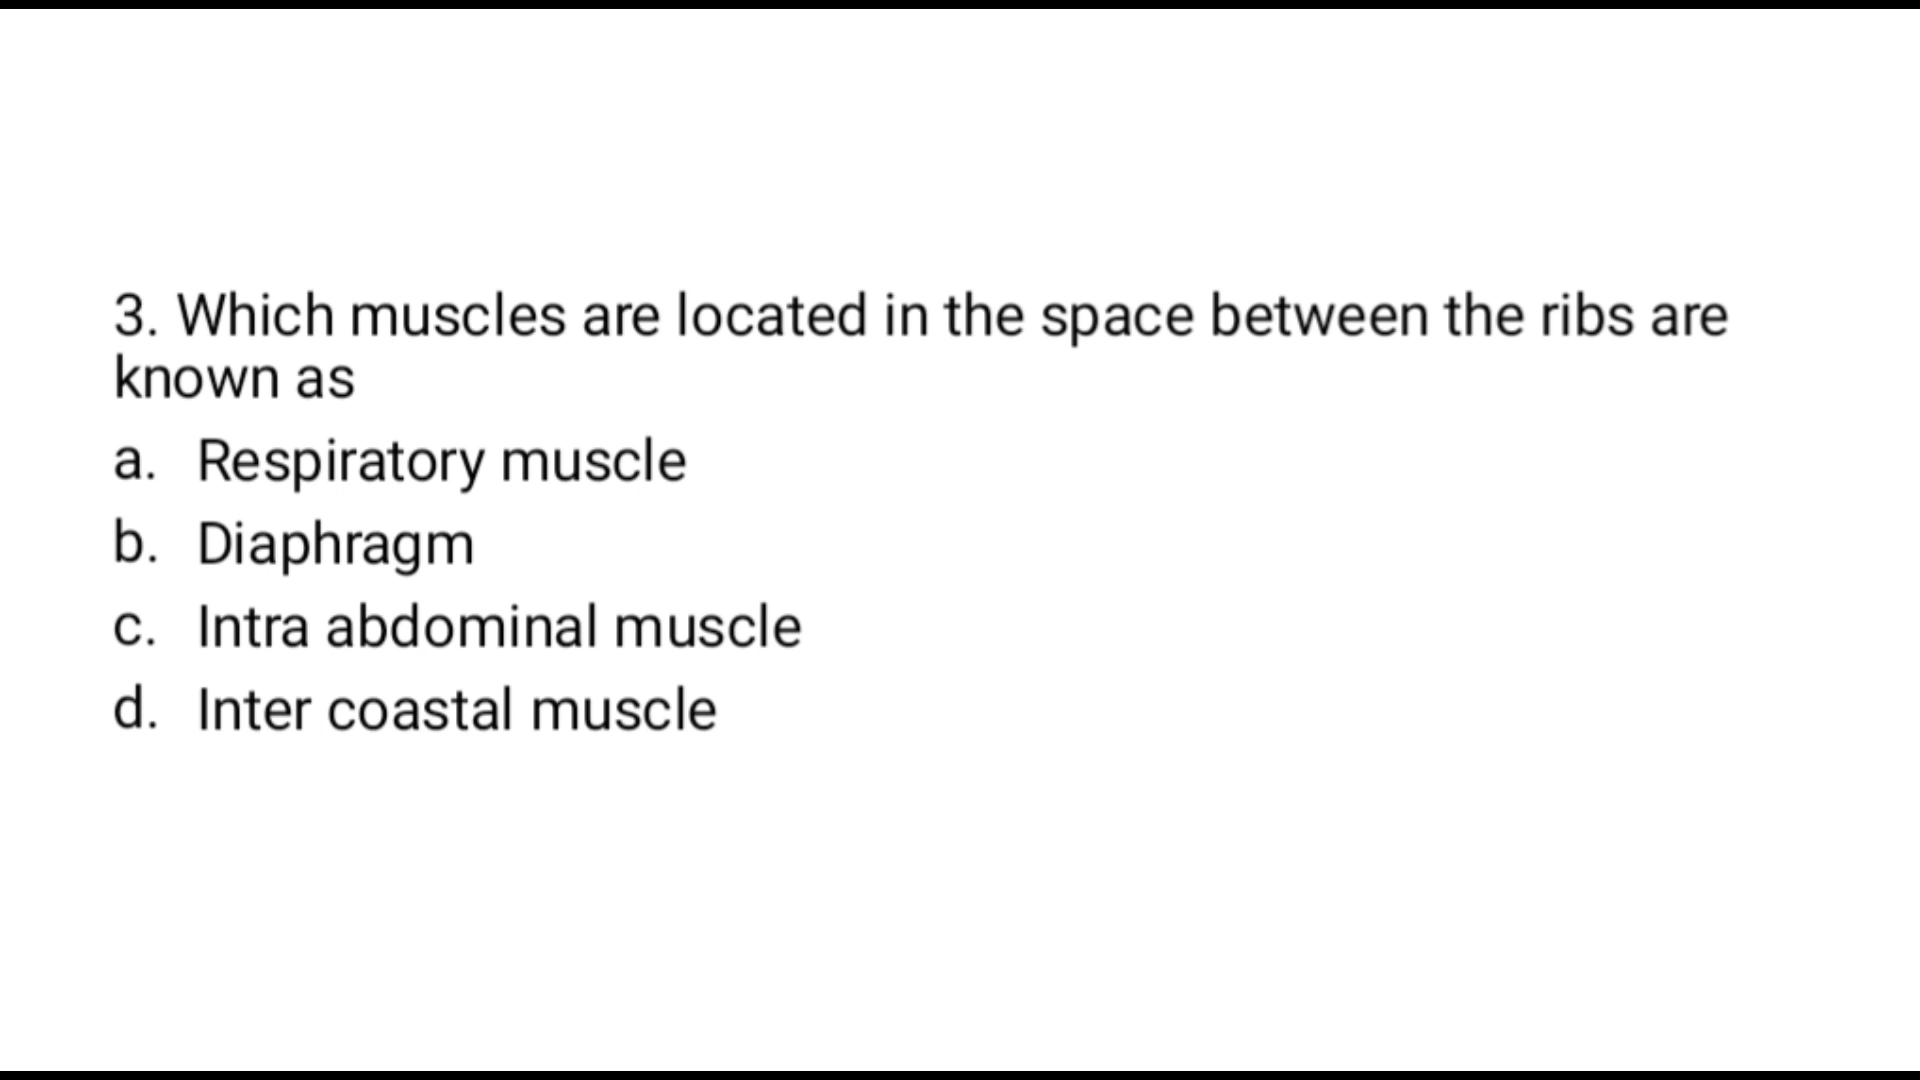 3. Which muscles are located in the space between the ribs are
known as
a. Respiratory muscle
b. Diaphragm
c. Intra abdominal muscle
d. Inter coastal muscle